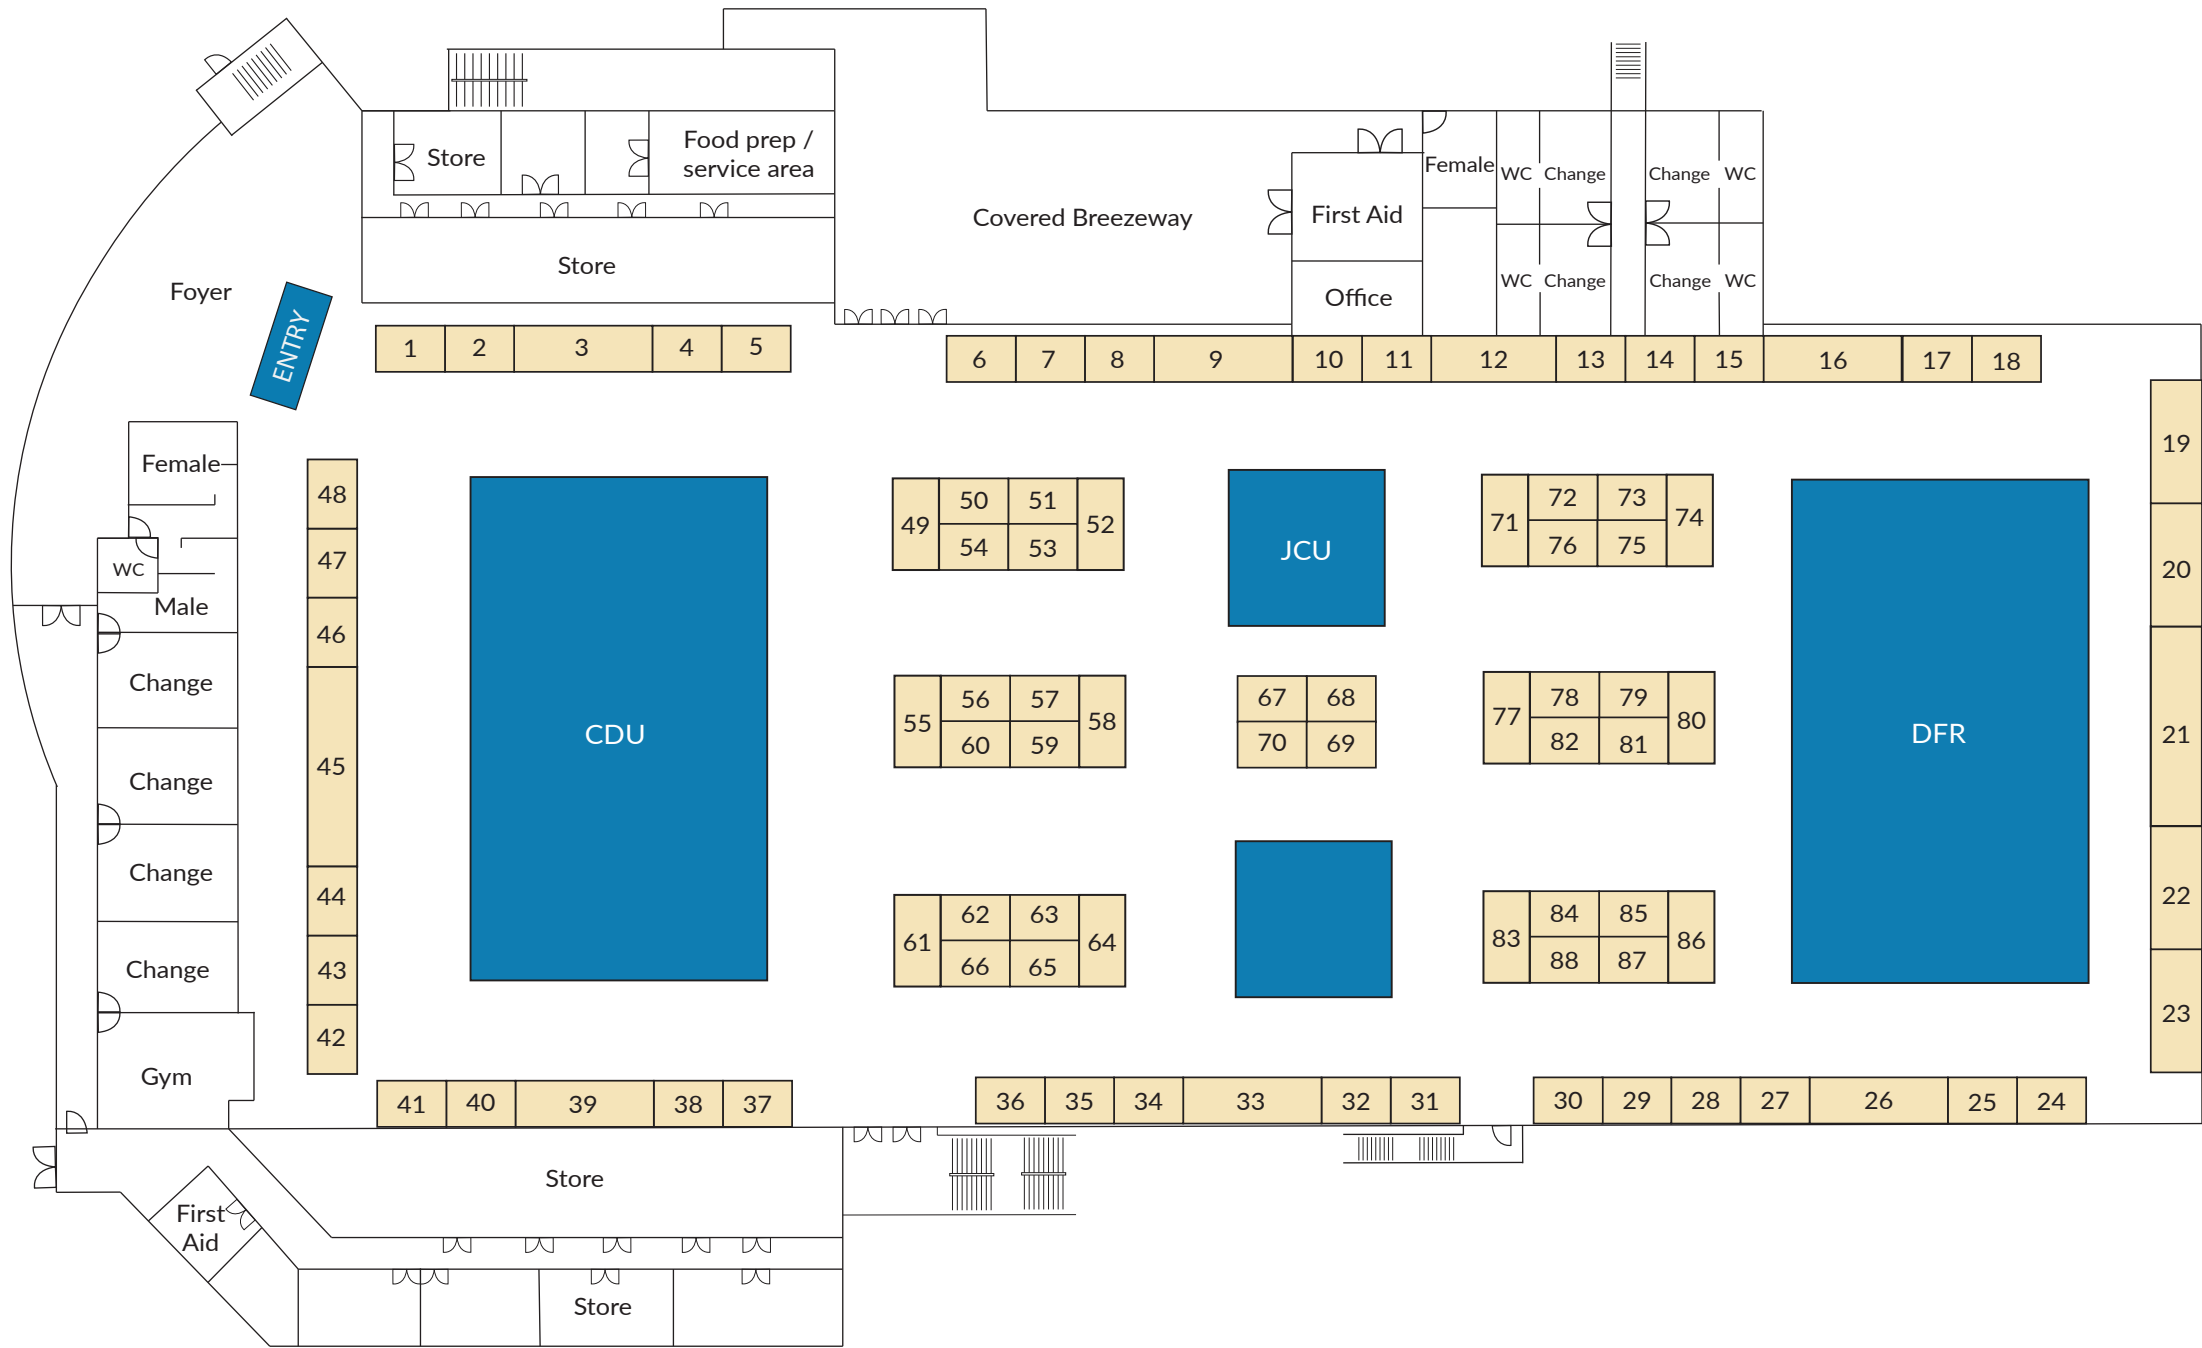 Food prep /
service area
Store
Female
WC
Change
Change
WC
First Aid
Covered Breezeway
Store
Foyer
ENTRY
Office
WC
Change
Change
WC
1 2 3 4 5
6 7 8 9 10 11 12 13 14 15 16 17 18
19
20
21
22
23
Female
WC
Male
Change
Change
Change
Change
Gym
48
47
46
45
44
43
42
CDU
49 50 51 52
54 53
55 56 57 58
60 59
61 62 63 64
66 65
JCU
67 68
70 69
71 72 73 74
76 75
77 78 79 80
82 81
83 84 85 86
88 87
DFR
41 40 39 38 37
36 35 34 33 32 31
30 29 28 27 26 25 24
Store
First
Aid
Store